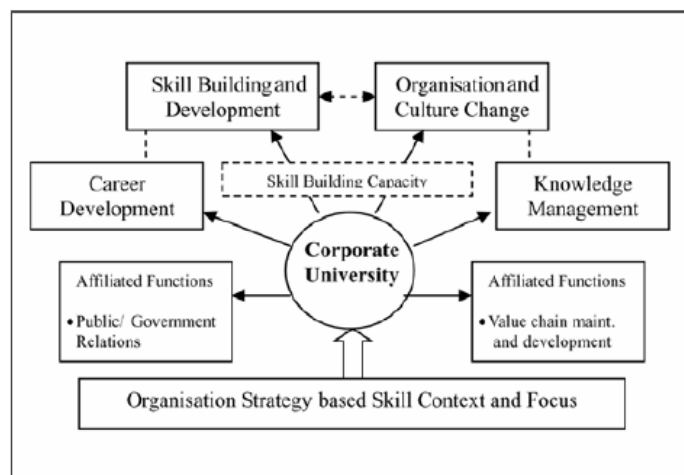 Skill Building and
Development
Organisation and
Culture Change
Skill Building Capacity
Career
Development
Knowledge
Management
Corporate
University
Affiliated Functions
• Public/ Government
Relations
Affiliated Functions
• Value chain maint.
and development
Organisation Strategy based Skill Context and Focus